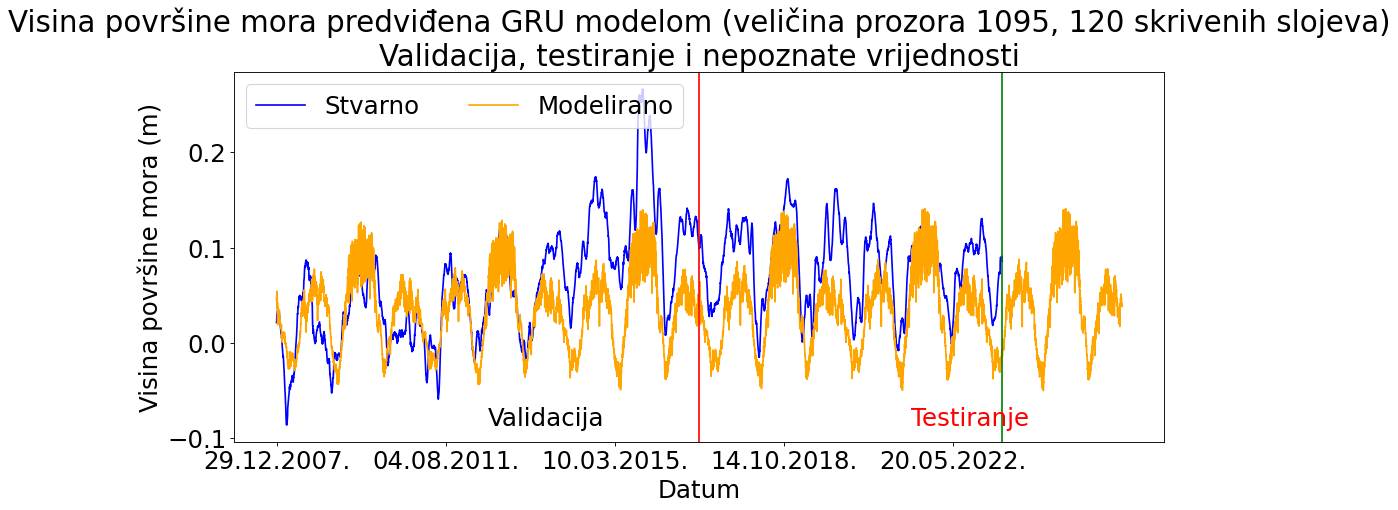 Visina površine mora predviđena GRU modelom (veličina prozora 1095, 120 skrivenih slojeva)
Validacija, testiranje i nepoznate vrijednosti
Stvarno
Modelirano
Visina površine mora (m)
0.2
0.1
0.0
−0.1
Validacija
Testiranje
29.12.2007.
04.08.2011.
10.03.2015.
14.10.2018.
20.05.2022.
Datum